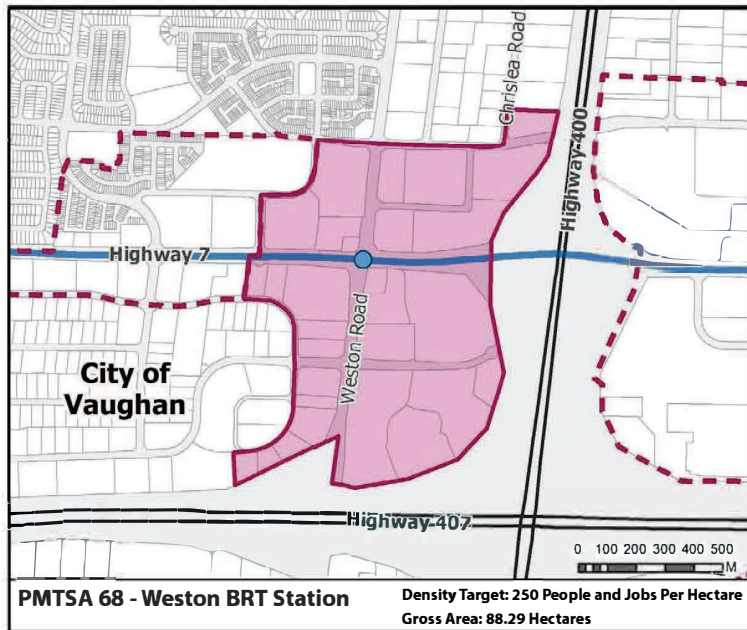 Chrislea Road
Highway 400
Highway 7
Weston Road
City of
Vaughan
Highway 407
0 100 200 300 400 500
M
PMTSA 68 - Weston BRT Station
Density Target: 250 People and Jobs Per Hectare
Gross Area: 88.29 Hectares